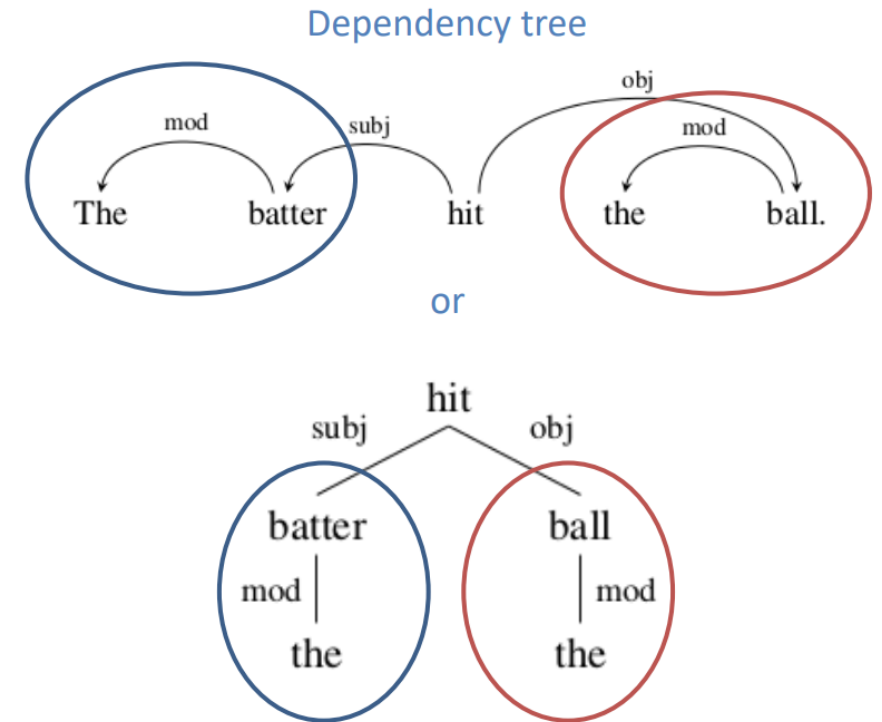 Dependency tree
obj
mod subj mod
The batter hit the ball.
or
hit
subj obj
batter ball
mod mod
the the